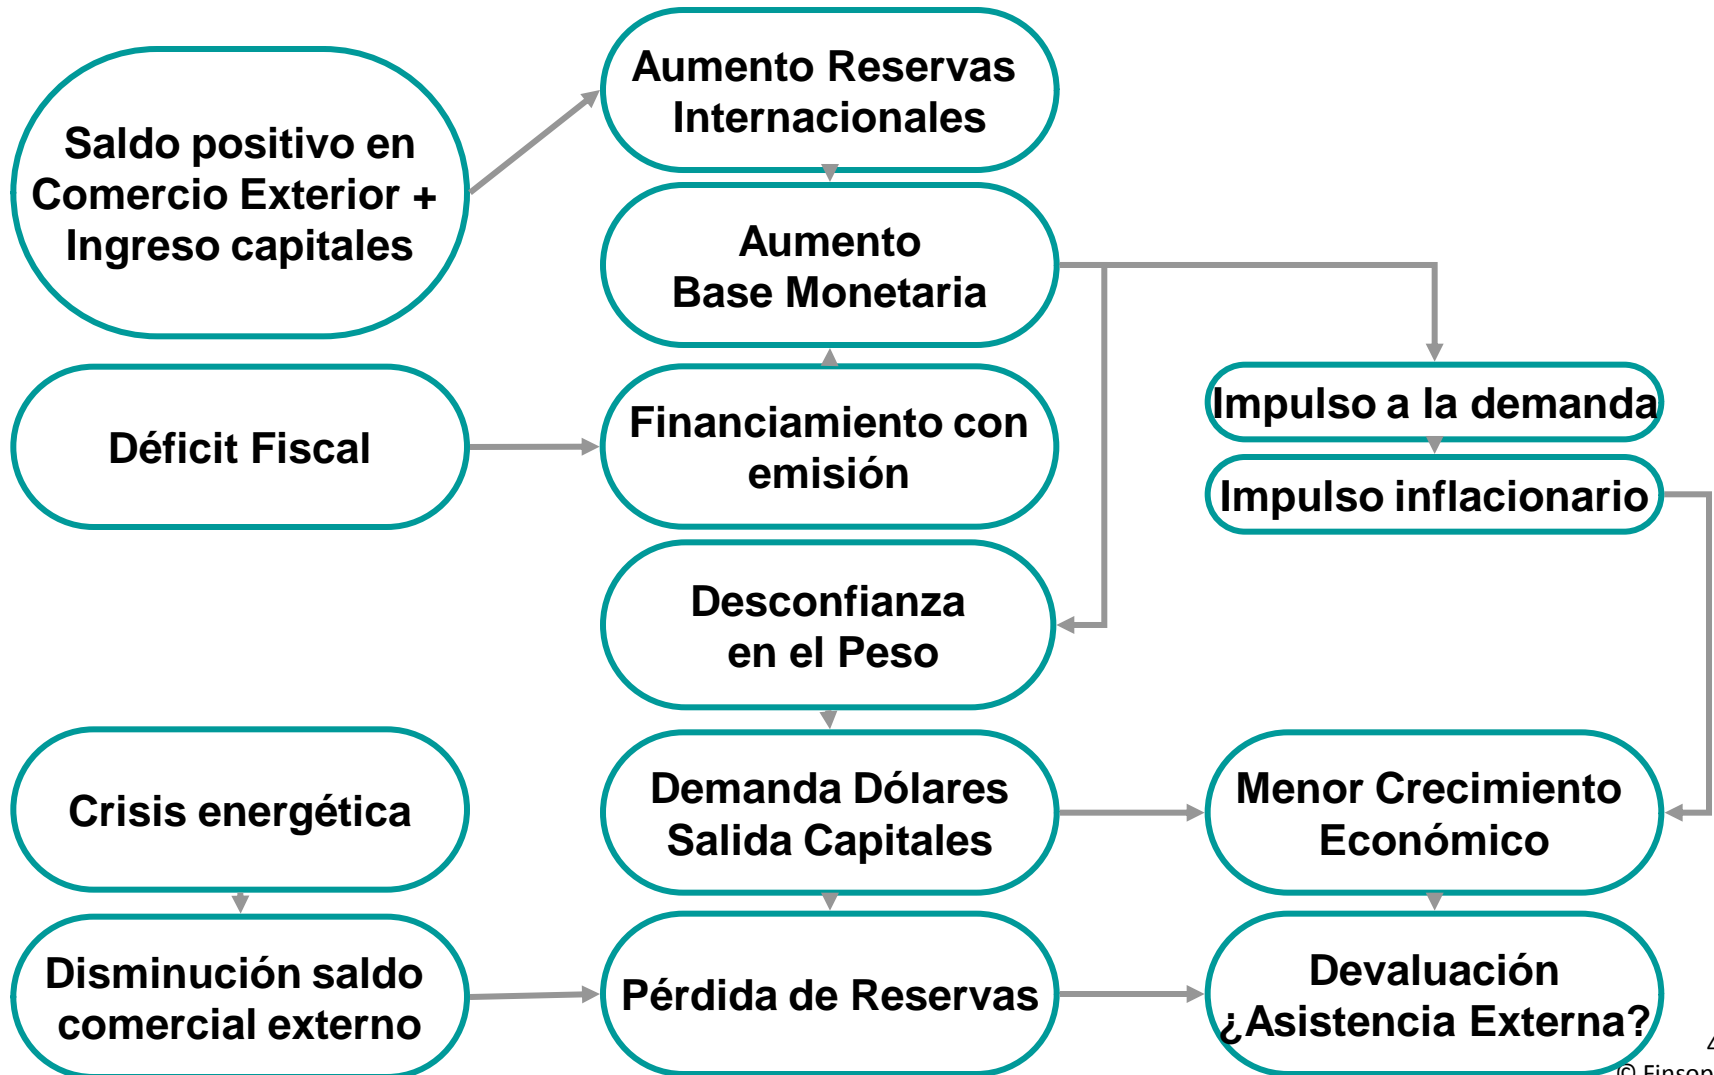 Aumento Reservas
Internacionales
Saldo positivo en
Comercio Exterior +
Ingreso capitales
Aumento
Base Monetaria
Impulso a la demanda
Déficit Fiscal
Financiamiento con
emisión
Impulso inflacionario
Desconfianza
en el Peso
Crisis energética
Demanda Dólares
Salida Capitales
Menor Crecimiento
Económico
Disminución saldo
comercial externo
Pérdida de Reservas
Devaluación
¿Asistencia Externa?
4
©